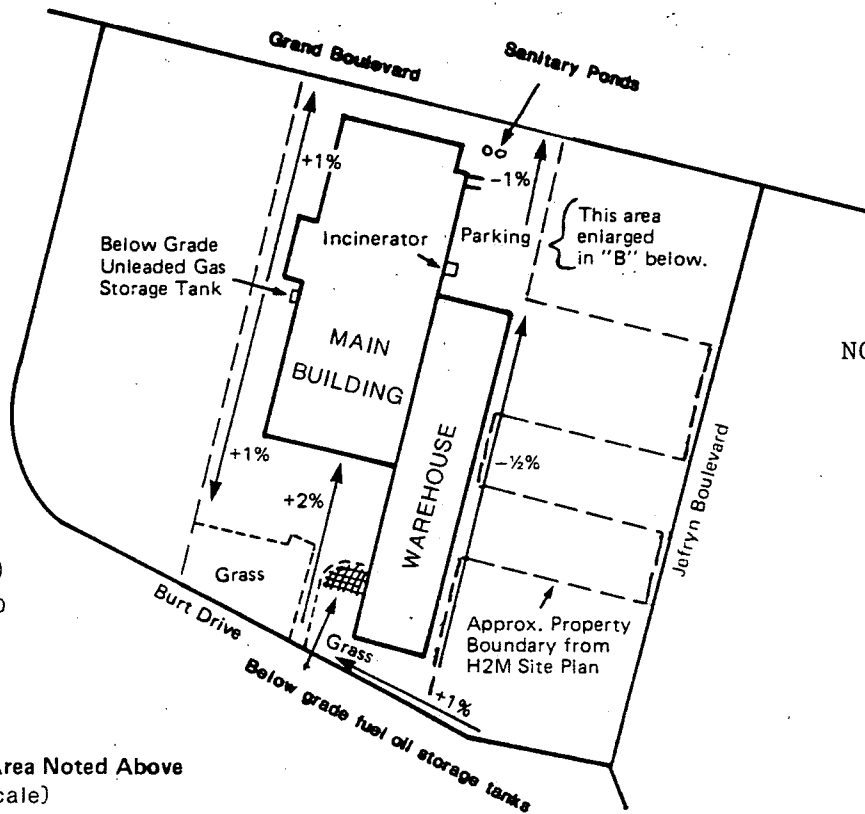 Grand Boulevard
Sanitary Ponds
+1%
-1%
This area
enlarged
in "B" below.
Incinerator
Parking
Below Grade
Unleaded Gas
Storage Tank
MAIN
BUILDING
NO
WAREHOUSE
-½%
+1%
+2%
Jefryn Boulevard
Grass
Burt Drive
Grass
Approx. Property
Boundary from
H2M Site Plan
+1%
Below grade fuel oil storage tanks
Area Noted Above
cale)